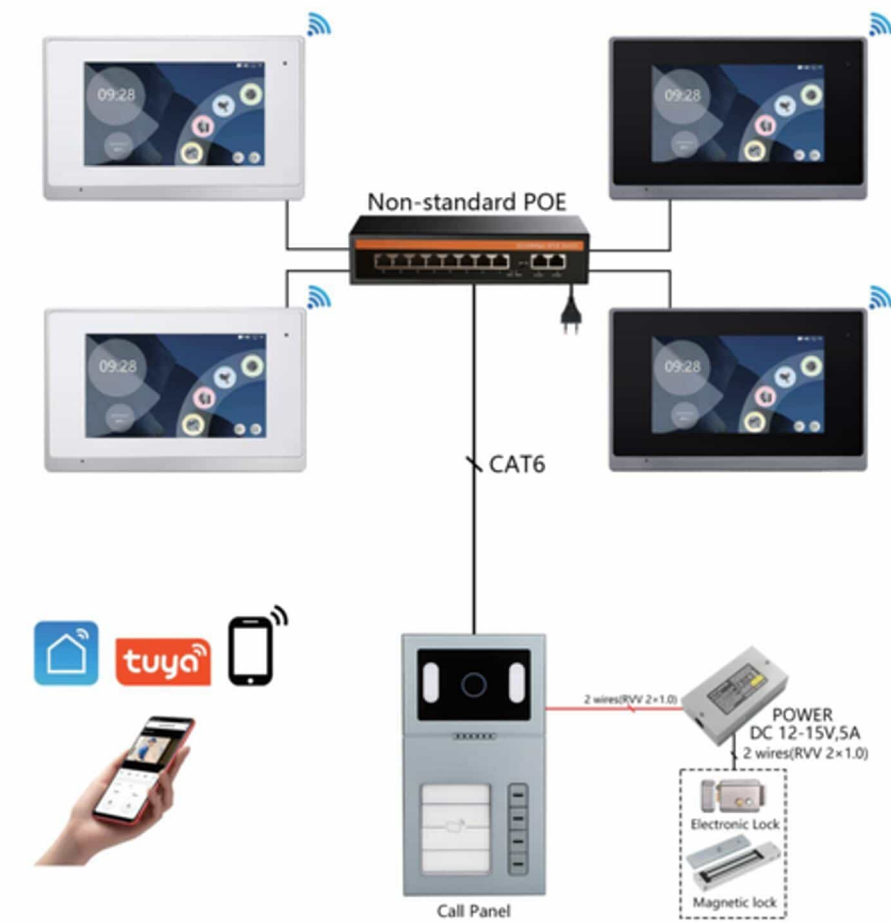 09:28
09:28
Non-standard POE
09:28
09:28
CAT6
tuya
2 wires(RVV 2×1.0)
POWER
DC 12-15V,5A
2 wires(RVV 2×1.0)
Electronic Lock
Magnetic lock
Call Panel